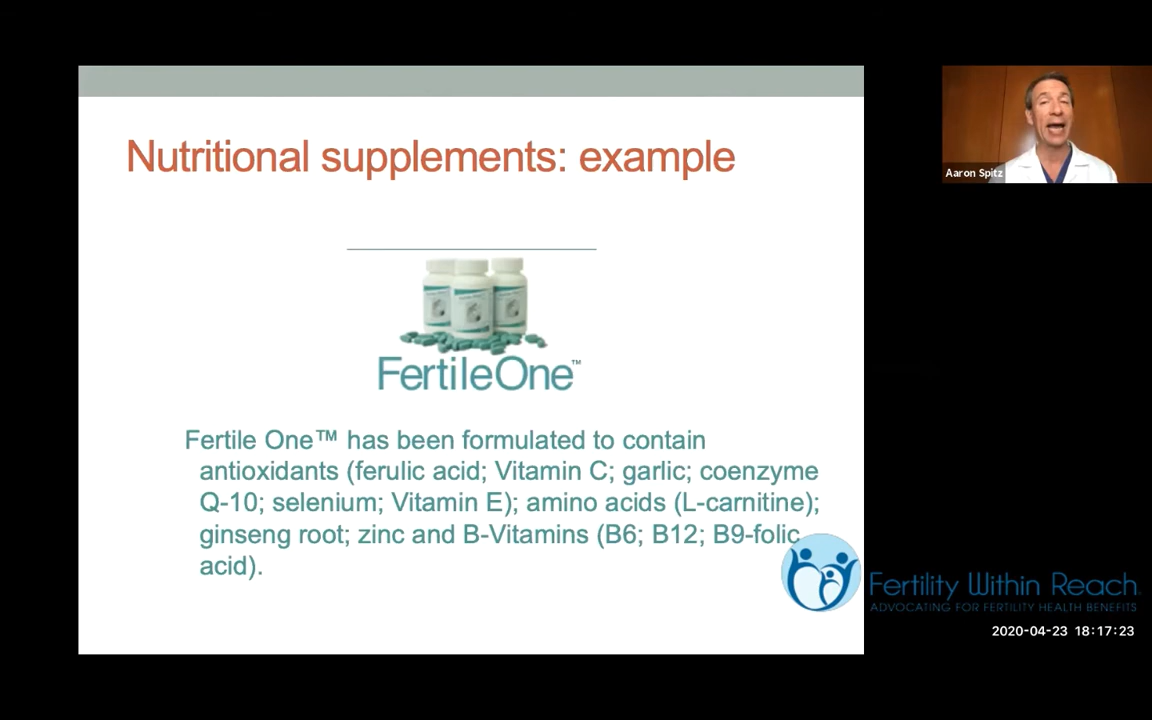 Nutritional supplements: example
Aaron Spitz
FertileOne™
Fertile One™ has been formulated to contain
antioxidants (ferulic acid; Vitamin C; garlic; coenzyme
Q-10; selenium; Vitamin E); amino acids (L-carnitine);
ginseng root; zinc and B-Vitamins (B6; B12; B9-folic
acid).
Fertility Within Reach
ADVOCATING FOR FERTILITY HEALTH BENEFITS
2020-04-23 18:17:23